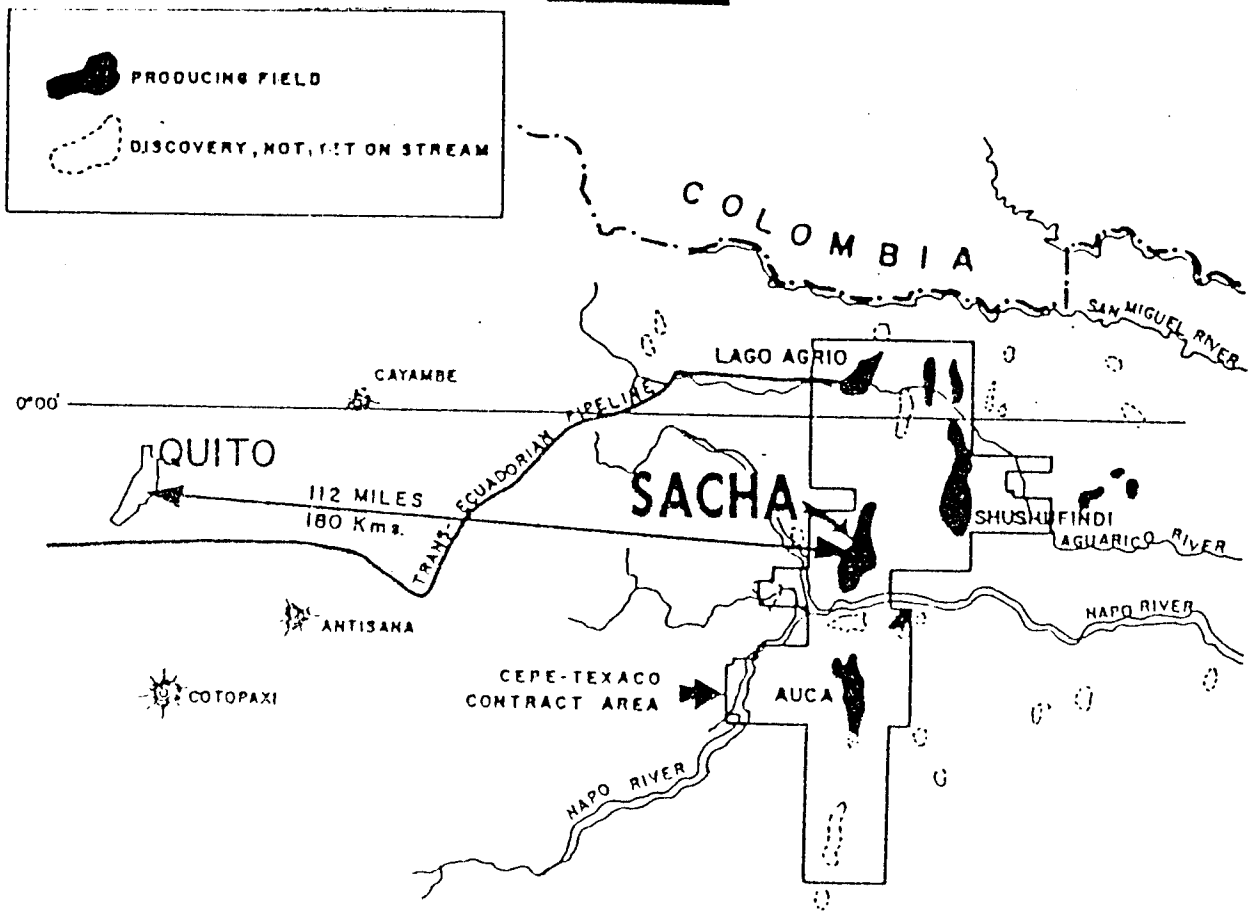 PRODUCING FIELD
DISCOVERY, NOT, ON STREAM
COLOMBIA
SAN MIGUEL RIVER
LAGO AGRIO
CAYAMBE
0°00'
TRANS-ECUADORIAN PIPELINE
QUITO
SACHA
112 MILES
180 Kms.
SHUSHUFINDI
AGUARICO RIVER
NAPO RIVER
ANTISANA
CEPE-TEXACO
CONTRACT AREA
AUCA
COTOPAXI
NAPO RIVER